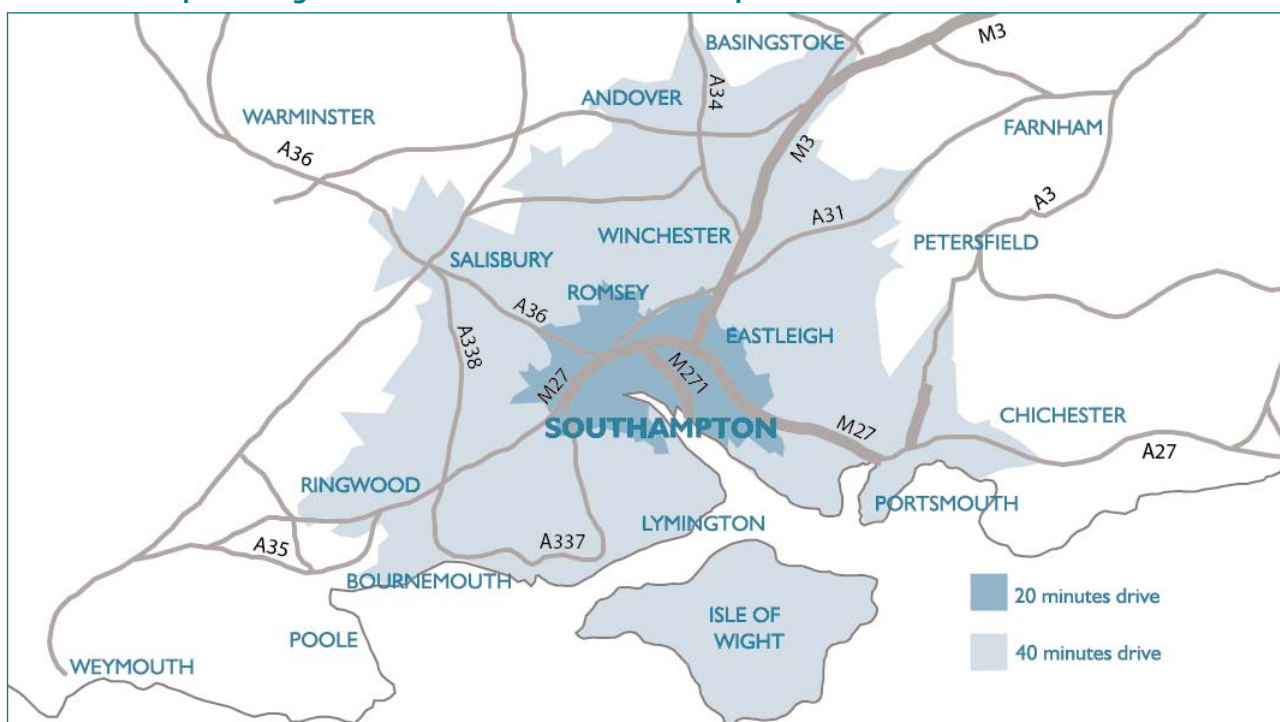 BASINGSTOKE
M3
A34
ANDOVER
WARMINSTER
FARNHAM
A36
M3
A3
A31
WINCHESTER
PETERSFIELD
SALISBURY
ROMSEY
A36
EASTLEIGH
A338
M27
M271
SOUTHAMPTON
M27
CHICHESTER
A27
RINGWOOD
PORTSMOUTH
LYMINGTON
A35
A337
BOURNEMOUTH
20 minutes drive
ISLE OF
WIGHT
POOLE
40 minutes drive
WEYMOUTH